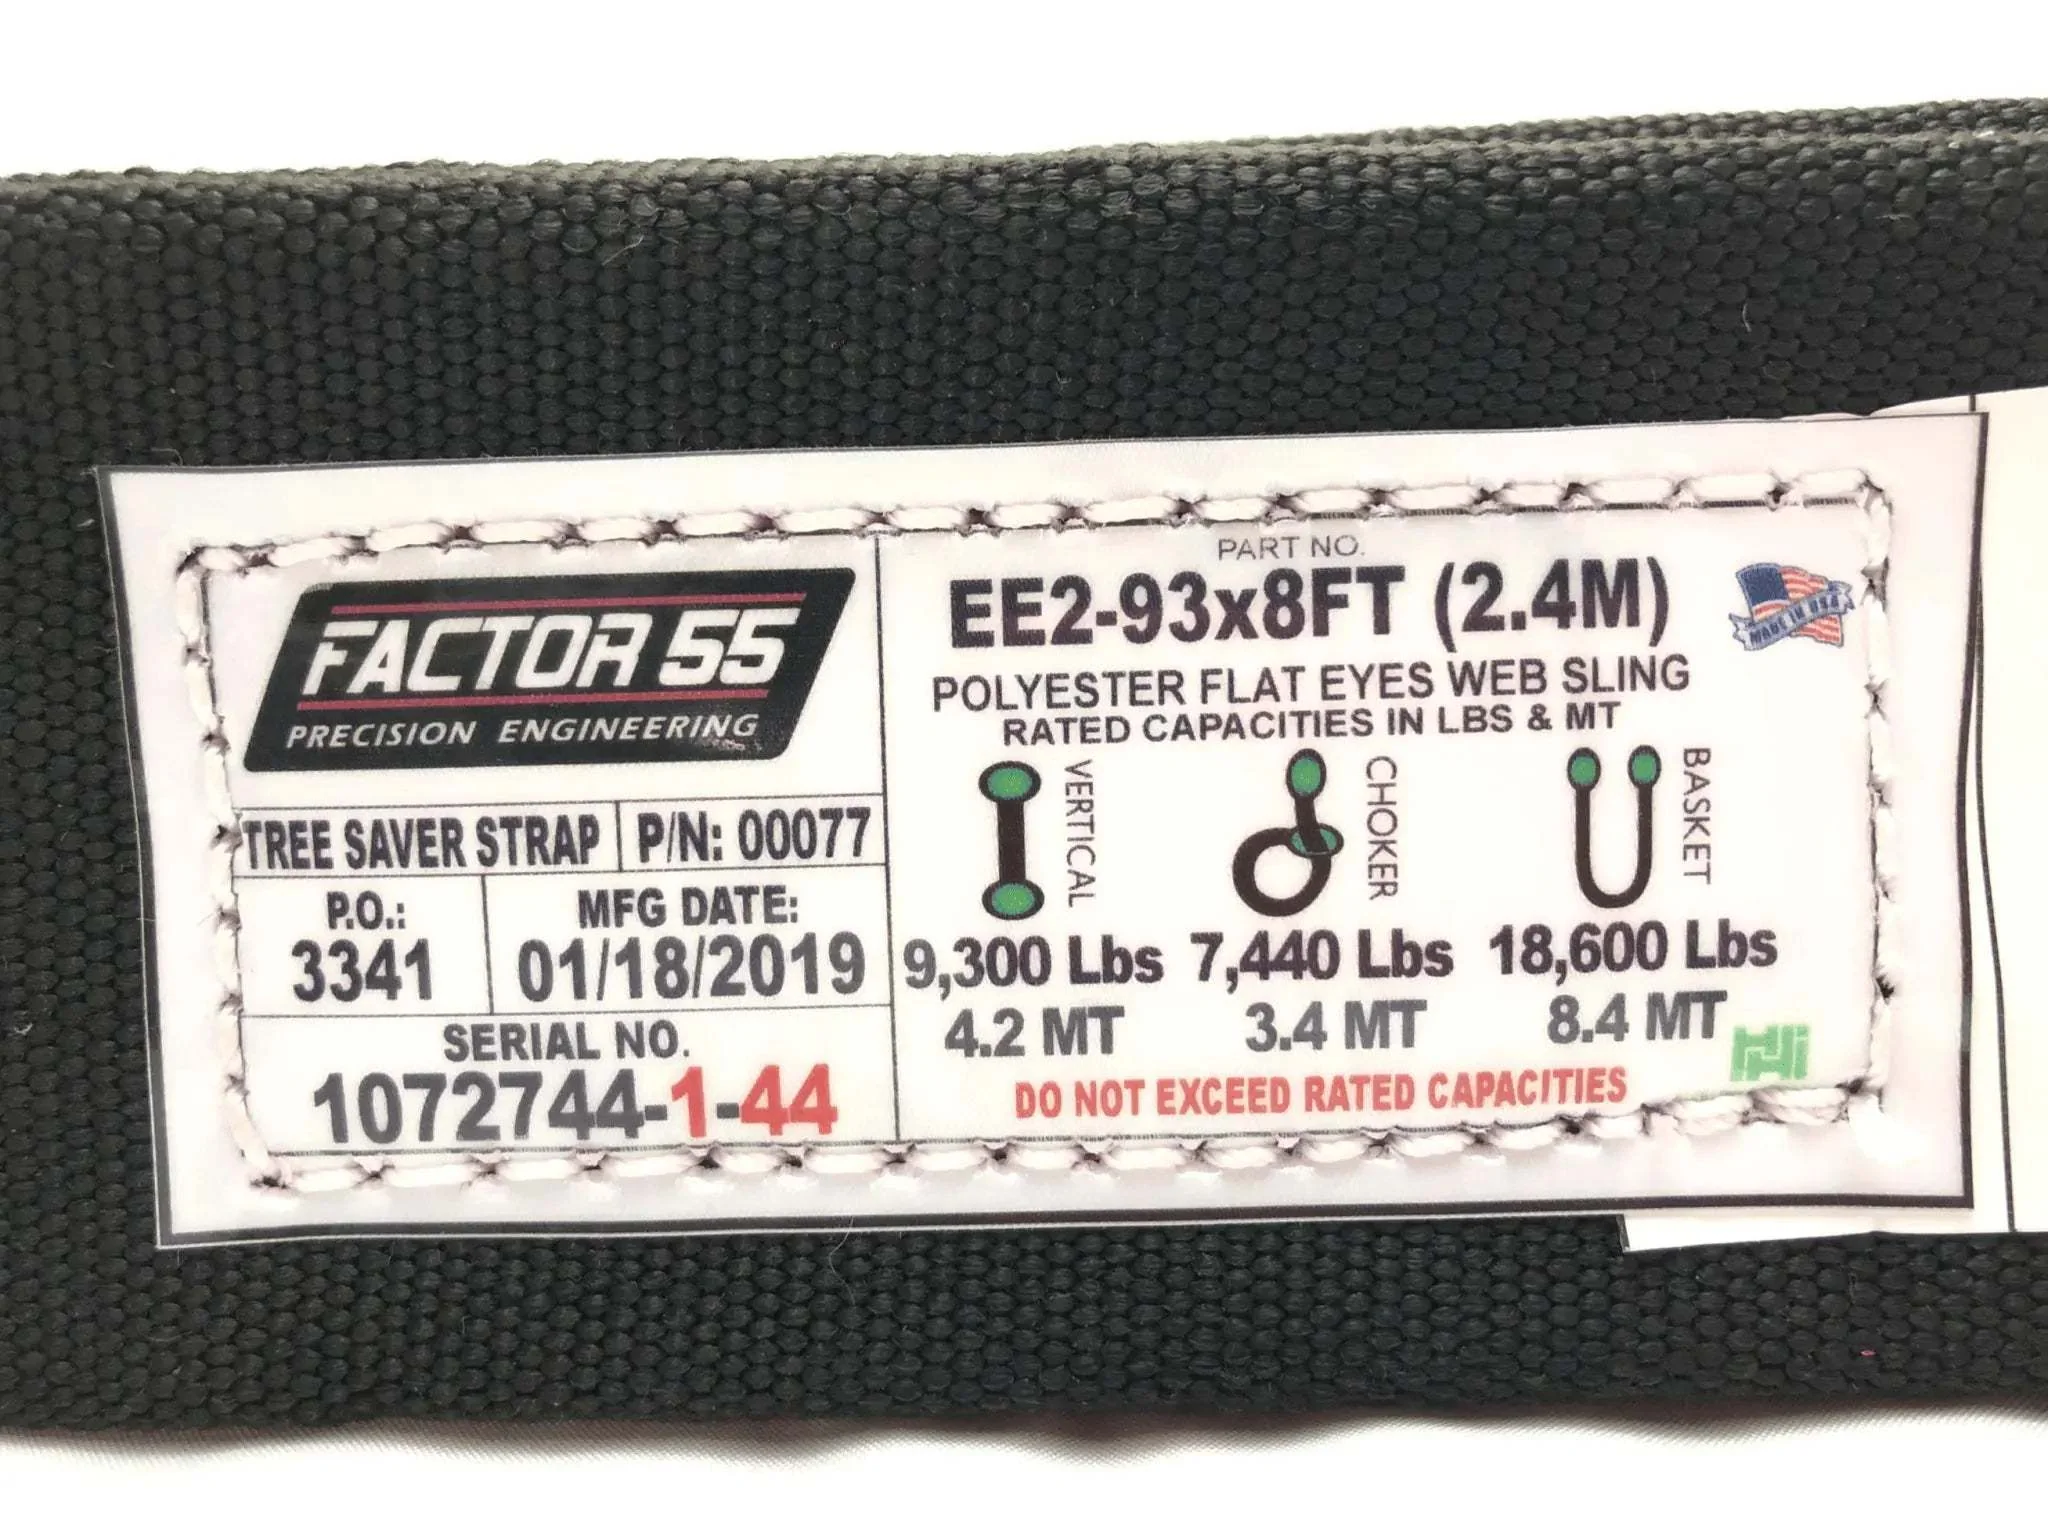 FACTOR 55
PRECISION ENGINEERING
TREE SAVER STRAP
P/N: 00077
P.O.:
3341
MFG DATE:
01/18/2019
SERIAL NO.
1072744-1-44
PART NO.
EE2-93x8FT (2.4M)
MADE IN USA
POLYESTER FLAT EYES WEB SLING
RATED CAPACITIES IN LBS & MT
VERTICAL
CHOKER
BASKET
9,300 Lbs 7,440 Lbs 18,600 Lbs
4.2 MT 3.4 MT 8.4 MT
DO NOT EXCEED RATED CAPACITIES